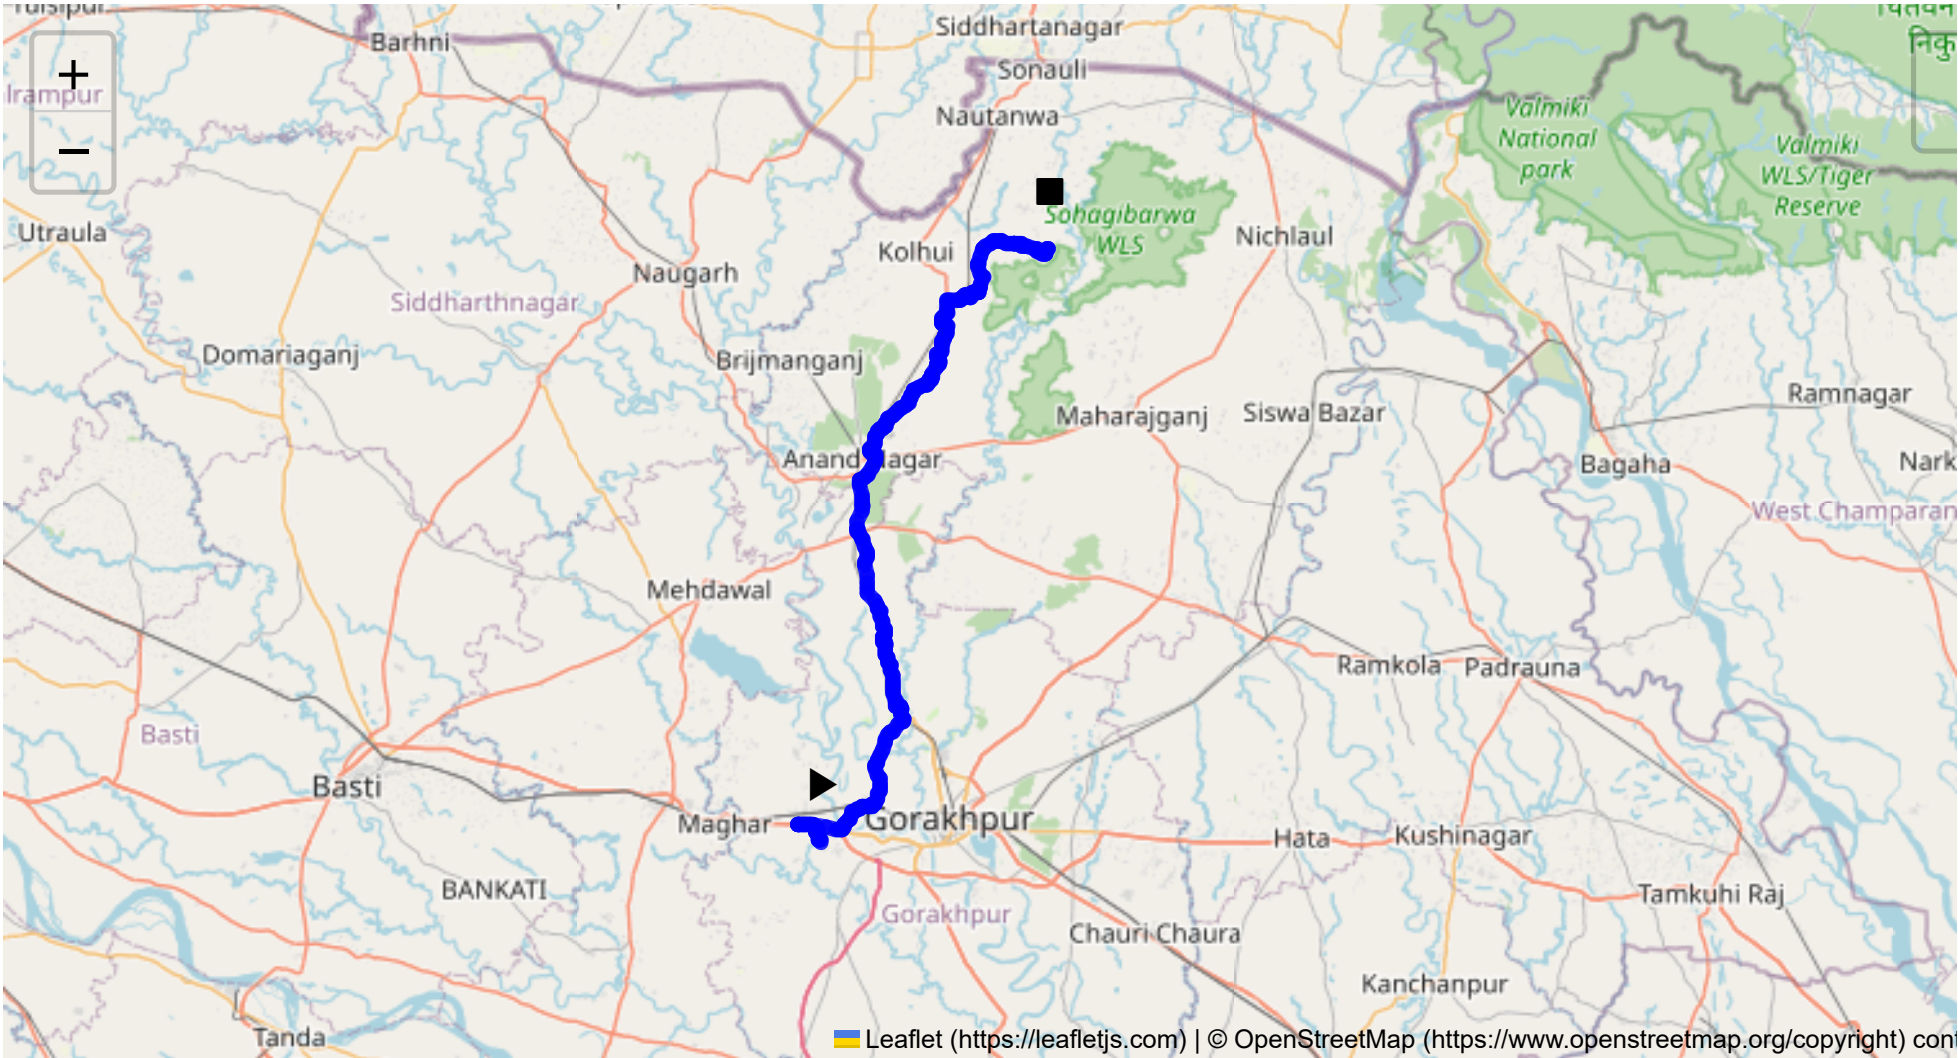 Siddhartanagar
Barhni
निकु
Sonauli
+
lrampur
Nautanwa
Valmiki
National
park
Valmiki
WLS/Tiger
Reserve
−
Sohagibarwa
WLS
Utraula
Kolhui
Nichlaul
Naugarh
Siddharthnagar
Domariaganj
Brijmanganj
Maharajganj
Siswa Bazar
Ramnagar
Anand Nagar
Bagaha
Nark
West Champaran
Mehdawal
Ramkola
Padrauna
Basti
Basti
Maghar
Gorakhpur
Hata
Kushinagar
BANKATI
Tamkuhi Raj
Gorakhpur
Chauri Chaura
Kanchanpur
Tanda
Leaflet (https://leafletjs.com) | © OpenStreetMap (https://www.openstreetmap.org/copyright) con